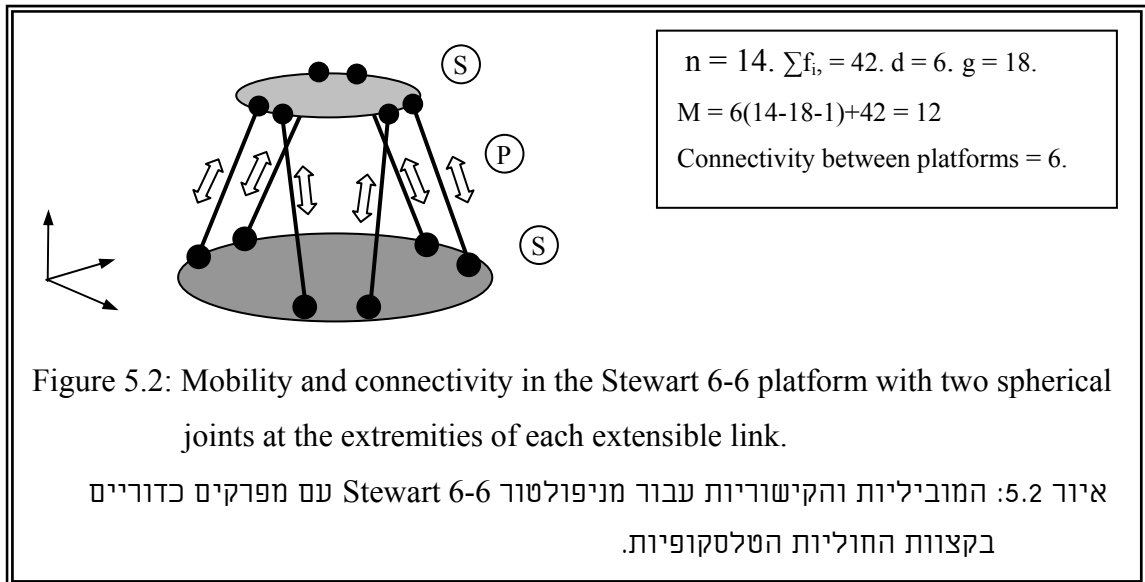 S
P
S
n = 14. ∑fᵢ, = 42. d = 6. g = 18.
M = 6(14-18-1)+42 = 12
Connectivity between platforms = 6.
Figure 5.2: Mobility and connectivity in the Stewart 6-6 platform with two spherical
joints at the extremities of each extensible link.
איור 5.2: המוביליות והקישוריות עבור מניפולטור Stewart 6-6 עם מפרקים כדוריים
בקצוות החוליות הטלסקופיות.